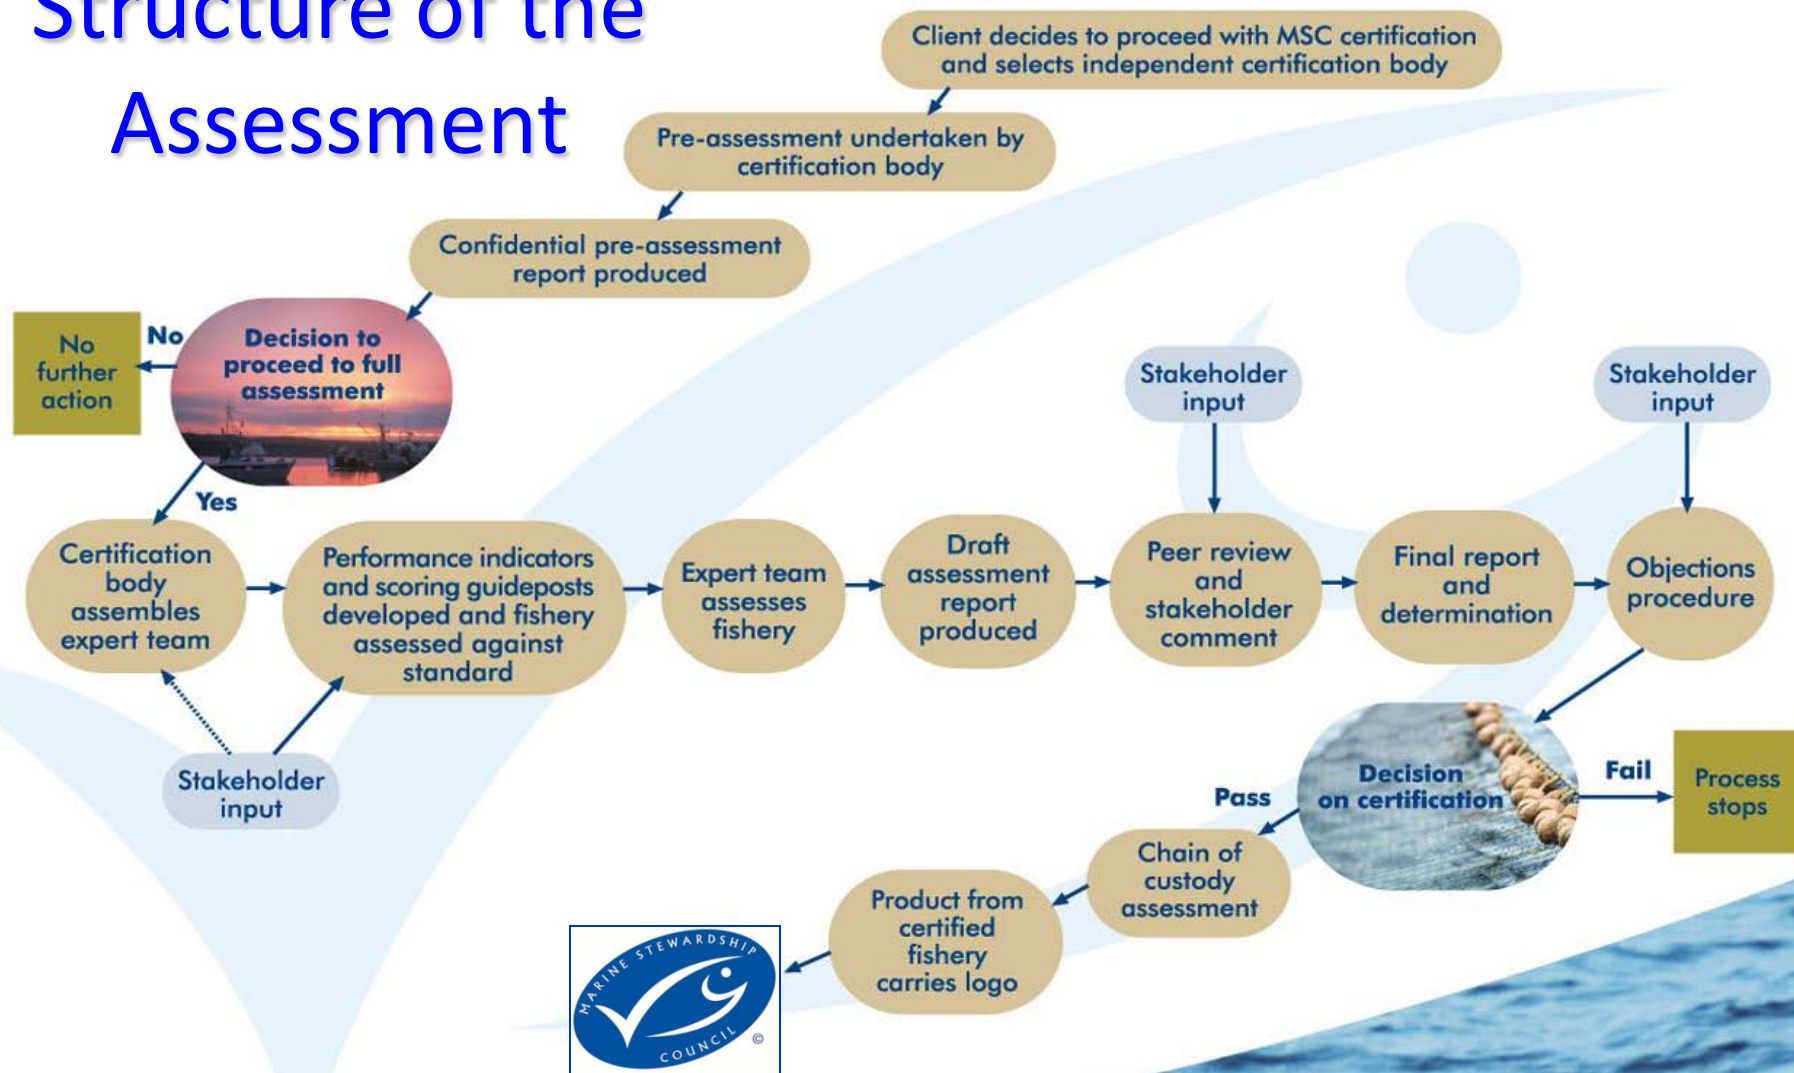 Structure of the
Assessment
Client decides to proceed with MSC certification
and selects independent certification body
Pre-assessment undertaken by
certification body
Confidential pre-assessment
report produced
Decision to
proceed to full
assessment
No
No
further
action
Yes
Stakeholder
input
Stakeholder
input
Certification
body
assembles
expert team
Performance indicators
and scoring guideposts
developed and fishery
assessed against
standard
Expert team
assesses
fishery
Draft
assessment
report
produced
Peer review
and
stakeholder
comment
Final report
and
determination
Objections
procedure
Stakeholder
input
Decision
on certification
Fail
Process
stops
Pass
Chain of
custody
assessment
Product from
certified
fishery
carries logo
MARINE STEWARDSHIP
COUNCIL
©